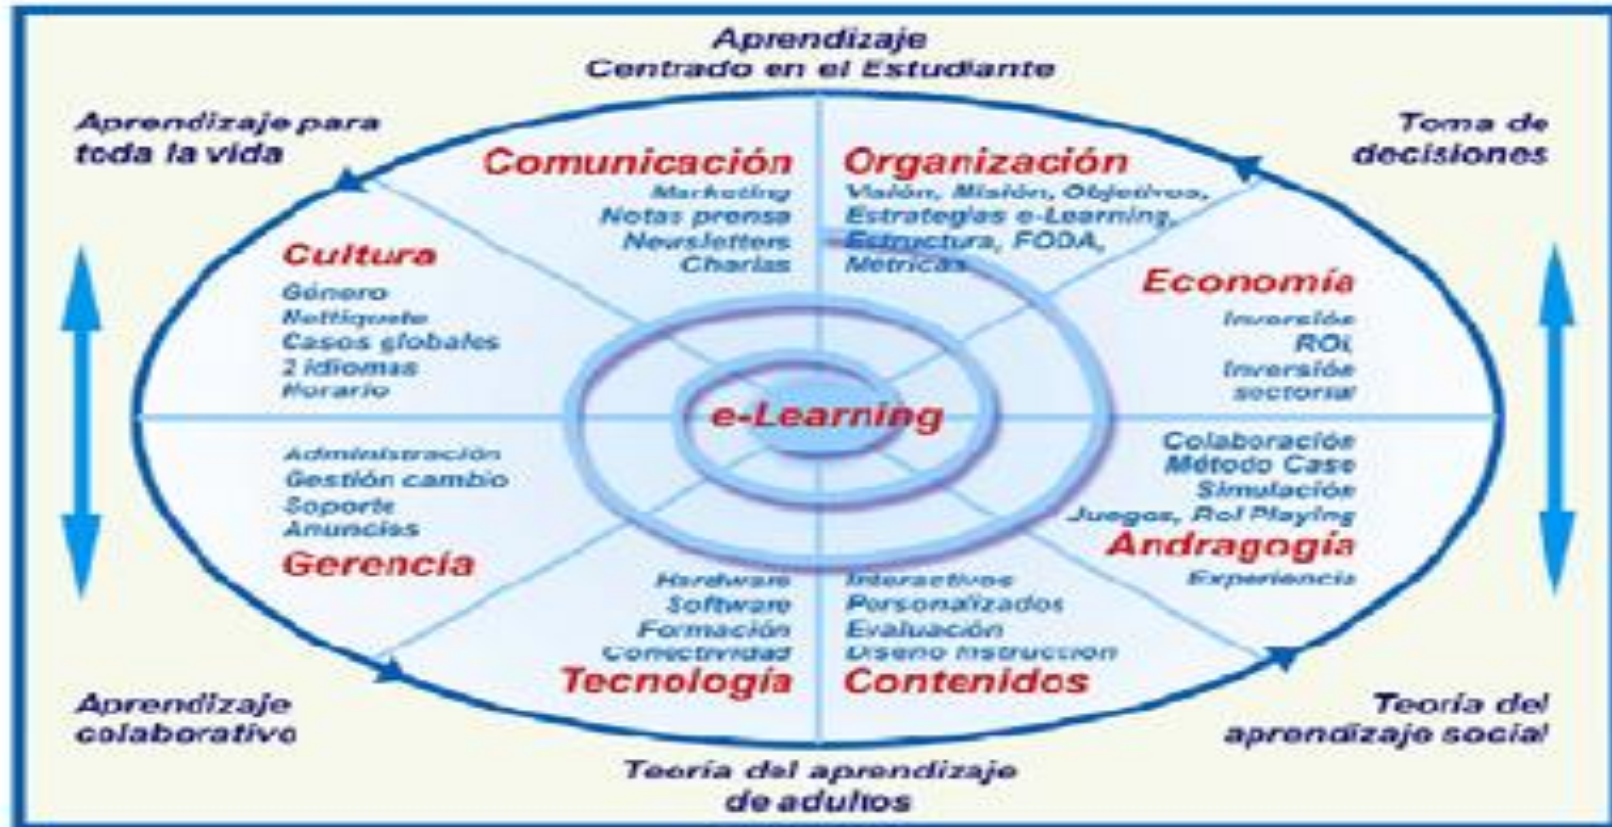 Aprendizaje
Centrado en el Estudiante
Aprendizaje para
toda la vida
Toma de
decisiones
Comunicación
Marketing
Notas prensa
Newsletters
Charlas
Organización
Visión, Misión, Objetivos,
Estrategias e-Learning,
Estructura, FODA,
Métricas
Cultura
Género
Nettiquete
Casos globales
2 idiomas
Horario
Economía
Inversión
ROI,
Inversión
sectorial
e-Learning
Administración
Gestión cambio
Soporte
Anuncios
Gerencía
Colaboración
Método Case
Simulación
Juegos, Rol Playing
Andragogía
Experiencia
Hardware
Software
Formación
Conectividad
Tecnología
Interactivos
Personalizados
Evaluación
Diseño Instrucción
Contenidos
Aprendizaje
colaborativo
Teoría del
aprendizaje social
Teoría del aprendizaje
de adultos